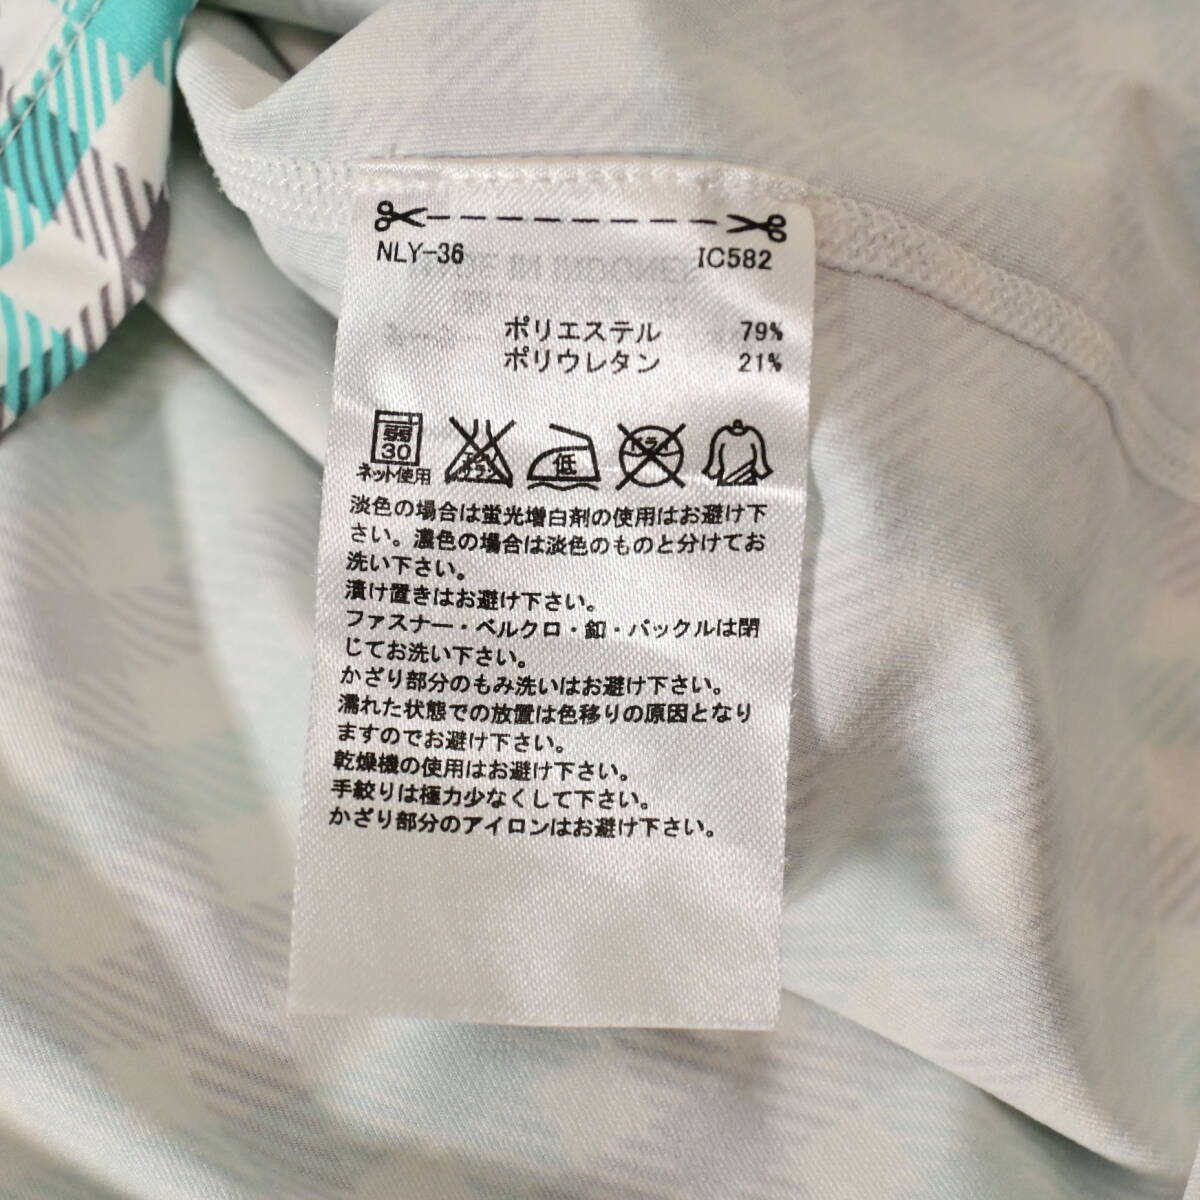 NLY-36 IC582
ポリエステル 79%
ポリウレタン 21%
弱
30
ネット使用
エンソ
サラシ
低
ドライ
淡色の場合は蛍光増白剤の使用はお避け下
さい。濃色の場合は淡色のものと分けてお
洗い下さい。
漬け置きはお避け下さい。
ファスナー・ベルクロ・釦・バックルは閉
じてお洗い下さい。
かざり部分のもみ洗いはお避け下さい。
濡れた状態での放置は色移りの原因となり
ますのでお避け下さい。
乾燥機の使用はお避け下さい。
手絞りは極力少なくして下さい。
かざり部分のアイロンはお避け下さい。